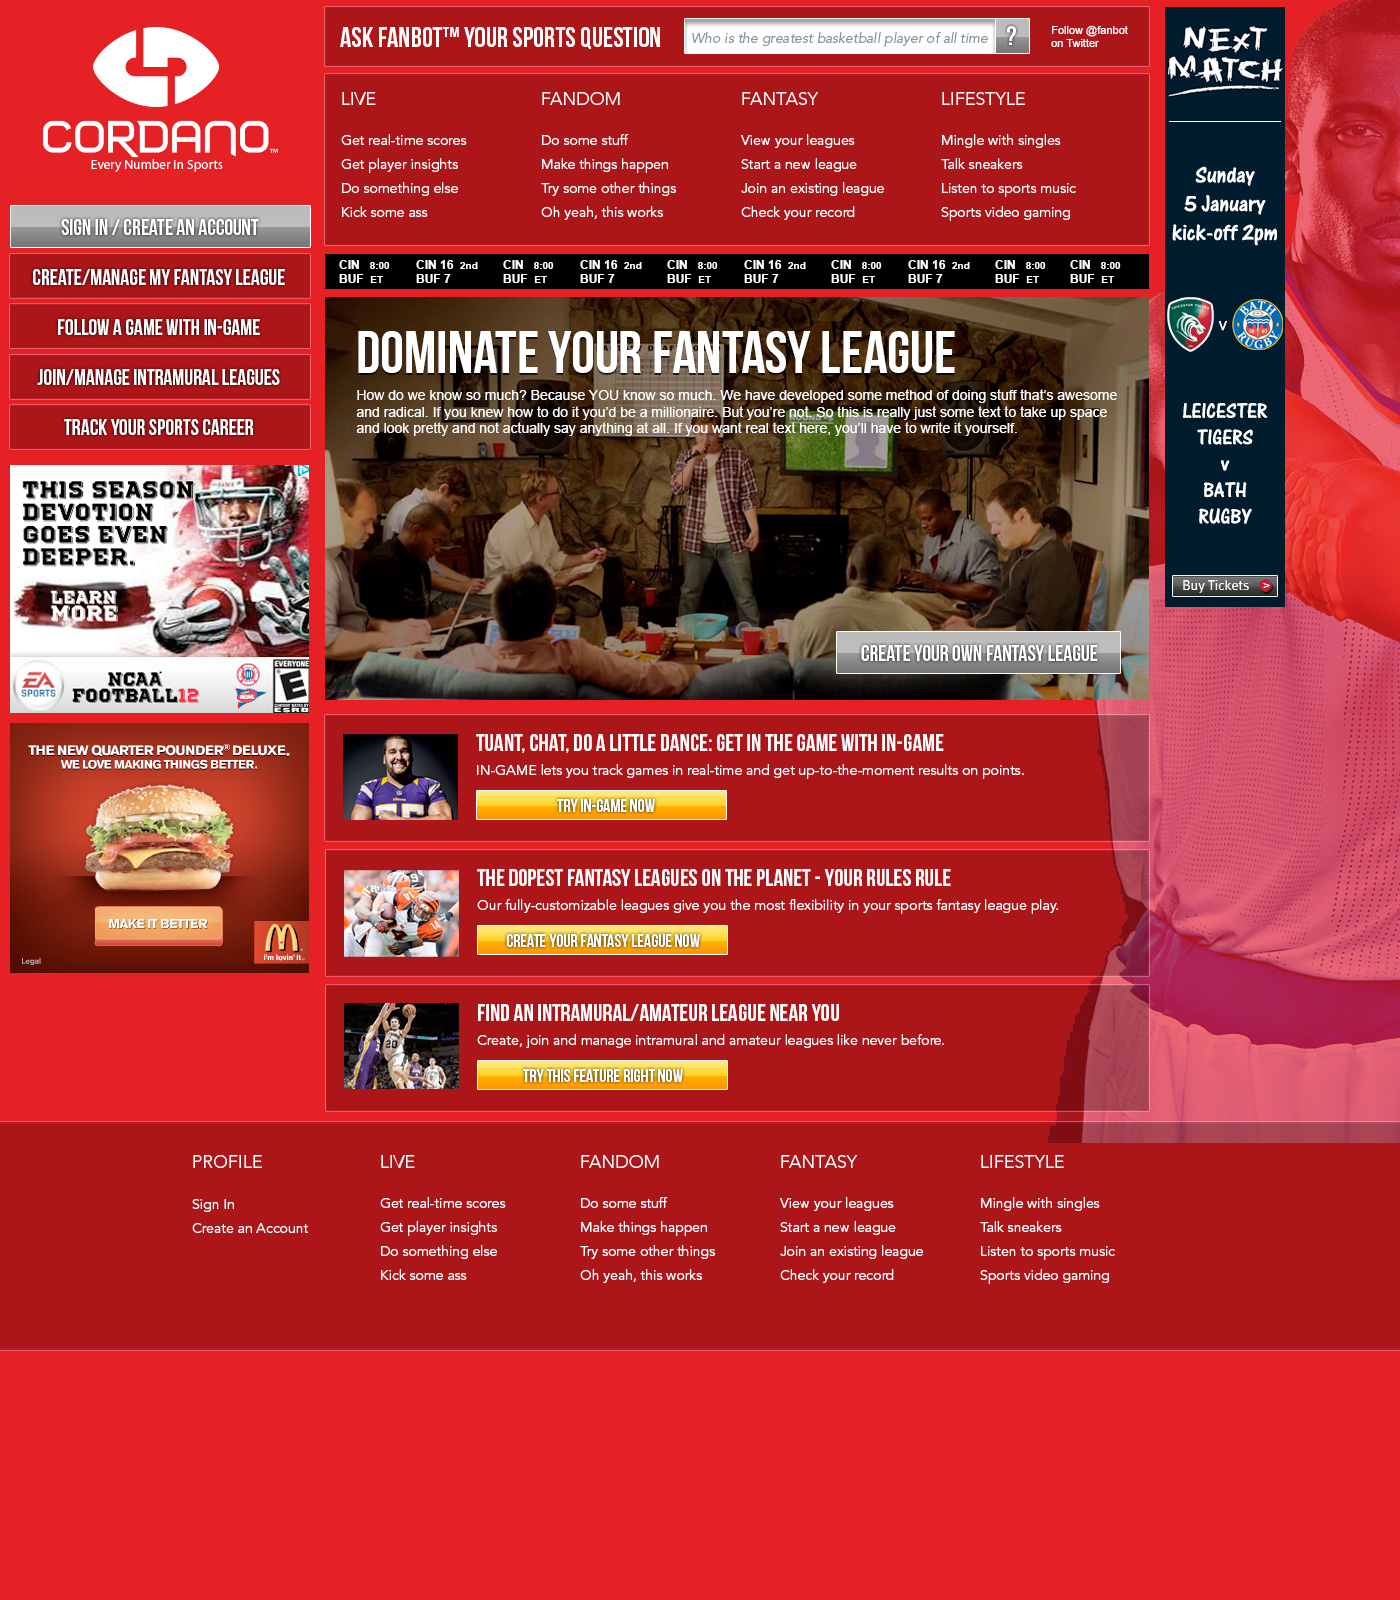 CORDANO™
Every Number In Sports
SIGN IN / CREATE AN ACCOUNT
CREATE/MANAGE MY FANTASY LEAGUE
FOLLOW A GAME WITH IN-GAME
JOIN/MANAGE INTRAMURAL LEAGUES
TRACK YOUR SPORTS CAREER
THIS SEASON
DEVOTION
GOES EVEN
DEEPER.
LEARN
MORE
EA
SPORTS
NCAA
FOOTBALL 12
EVERYONE
E
CONTENT RATED BY
ESRB
THE NEW QUARTER POUNDER® DELUXE.
WE LOVE MAKING THINGS BETTER.
MAKE IT BETTER
Legal
i'm lovin' it
ASK FANBOT™ YOUR SPORTS QUESTION
Who is the greatest basketball player of all time
?
Follow @fanbot
on Twitter
LIVE
Get real-time scores
Get player insights
Do something else
Kick some ass
FANDOM
Do some stuff
Make things happen
Try some other things
Oh yeah, this works
FANTASY
View your leagues
Start a new league
Join an existing league
Check your record
LIFESTYLE
Mingle with singles
Talk sneakers
Listen to sports music
Sports video gaming
CIN 8:00 CIN 16 2nd CIN 8:00 CIN 16 2nd CIN 8:00 CIN 16 2nd CIN 8:00 CIN 16 2nd CIN 8:00 CIN 8:00
BUF ET BUF 7 BUF ET BUF 7 BUF ET BUF 7 BUF ET BUF 7 BUF ET BUF ET
DOMINATE YOUR FANTASY LEAGUE
How do we know so much? Because YOU know so much. We have developed some method of doing stuff that's awesome
and radical. If you knew how to do it you'd be a millionaire. But you're not. So this is really just some text to take up space
and look pretty and not actually say anything at all. If you want real text here, you'll have to write it yourself.
CREATE YOUR OWN FANTASY LEAGUE
TUANT, CHAT, DO A LITTLE DANCE: GET IN THE GAME WITH IN-GAME
IN-GAME lets you track games in real-time and get up-to-the-moment results on points.
TRY IN-GAME NOW
THE DOPEST FANTASY LEAGUES ON THE PLANET - YOUR RULES RULE
Our fully-customizable leagues give you the most flexibility in your sports fantasy league play.
CREATE YOUR FANTASY LEAGUE NOW
20
FIND AN INTRAMURAL/AMATEUR LEAGUE NEAR YOU
Create, join and manage intramural and amateur leagues like never before.
TRY THIS FEATURE RIGHT NOW
NEXT
MATCH
Sunday
5 January
kick-off 2pm
v
BATH
RUGBY
LEICESTER
TIGERS
v
BATH
RUGBY
Buy Tickets >
PROFILE
Sign In
Create an Account
LIVE
Get real-time scores
Get player insights
Do something else
Kick some ass
FANDOM
Do some stuff
Make things happen
Try some other things
Oh yeah, this works
FANTASY
View your leagues
Start a new league
Join an existing league
Check your record
LIFESTYLE
Mingle with singles
Talk sneakers
Listen to sports music
Sports video gaming